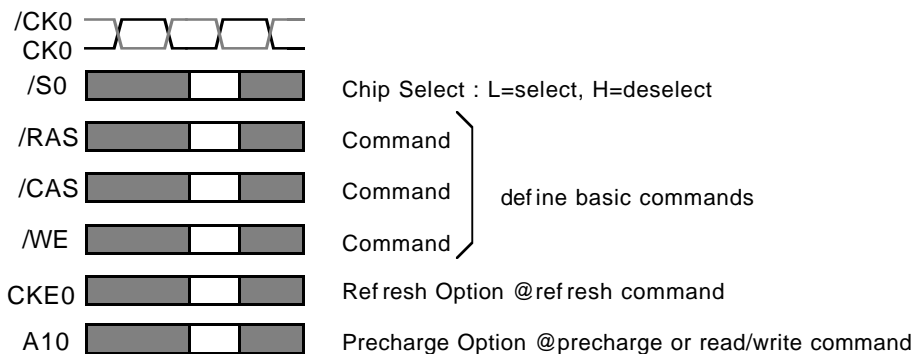 /CK0
CK0
/S0 Chip Select : L=select, H=deselect
/RAS Command
/CAS Command define basic commands
/WE Command
CKE0 Refresh Option @refresh command
A10 Precharge Option @precharge or read/write command